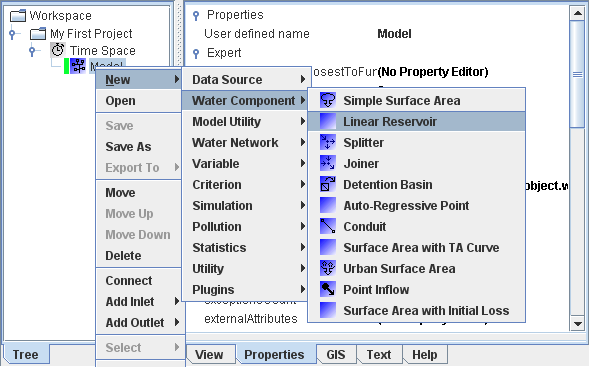 Workspace
My First Project
Time Space
Model
Properties
User defined name Model
Expert
osestToFur (No Property Editor)
New
Open
Save
Save As
Export To
Move
Move Up
Move Down
Delete
Connect
Add Inlet
Add Outlet
Select
Data Source
Water Component
Model Utility
Water Network
Variable
Criterion
Simulation
Pollution
Statistics
Utility
Plugins
Simple Surface Area
Linear Reservoir
Splitter
Joiner
Detention Basin
Auto-Regressive Point
Conduit
Surface Area with TA Curve
Urban Surface Area
Point Inflow
Surface Area with Initial Loss
object.w
externalAttributes
Tree
View
Properties
GIS
Text
Help